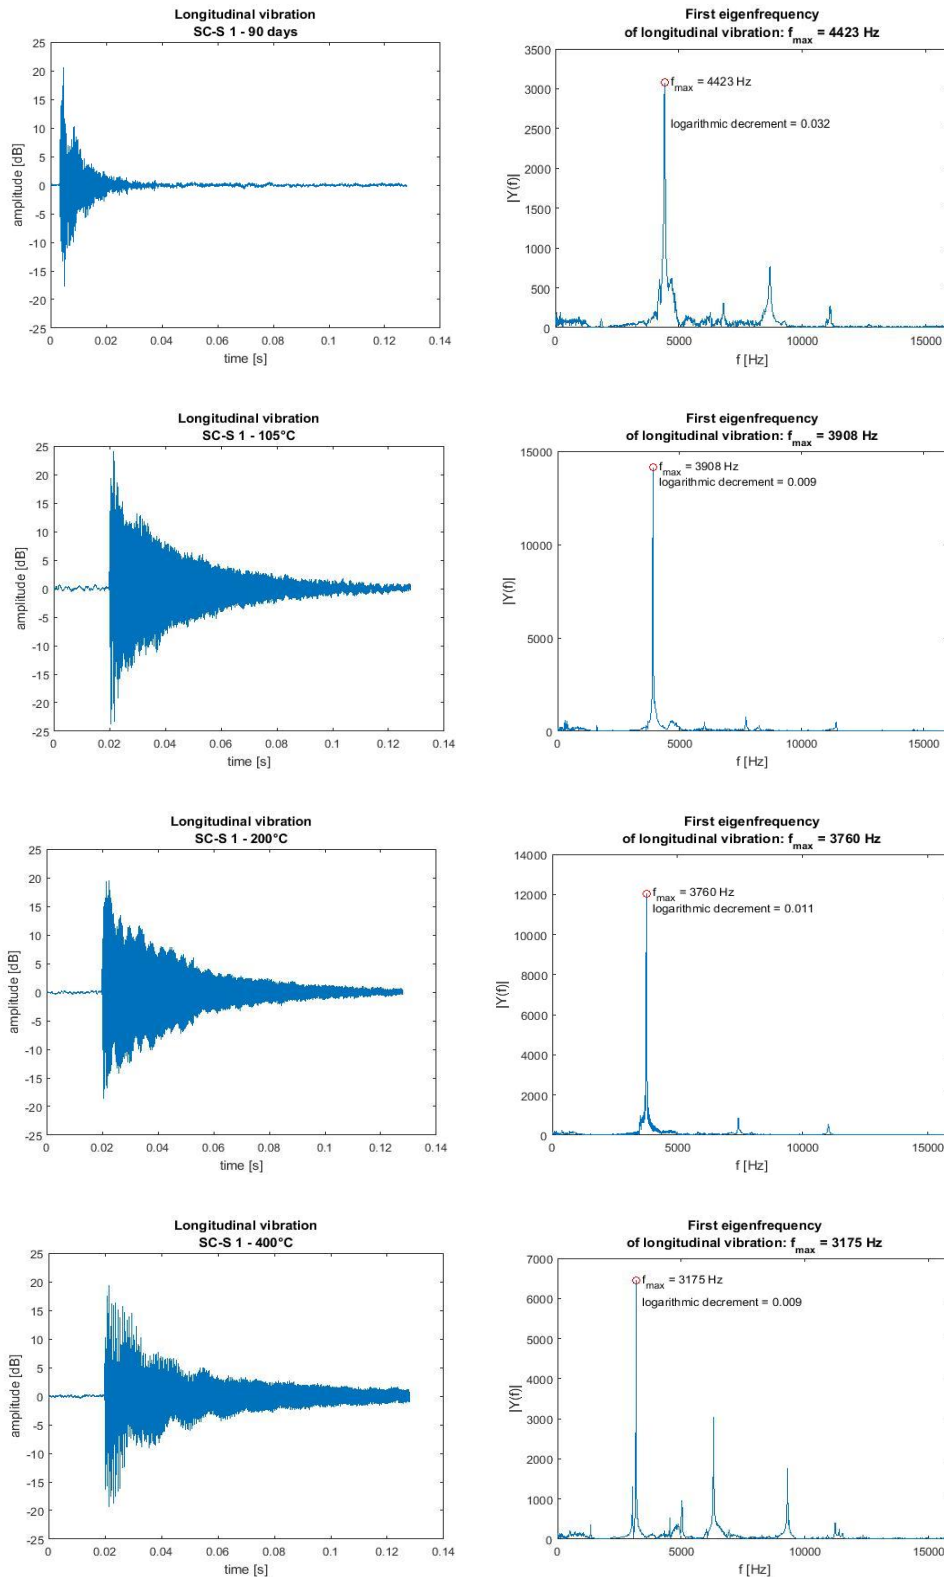 Longitudinal vibration
SC-S 1 - 90 days
25
20
15
10
5
0
-5
-10
-15
-20
-25
amplitude [dB]
0 0.02 0.04 0.06 0.08 0.1 0.12 0.14
time [s]
First eigenfrequency
of longitudinal vibration: f_max = 4423 Hz
3500
3000
2500
2000
1500
1000
500
0
|Y(f)|
f_max = 4423 Hz
logarithmic decrement = 0.032
0 5000 10000 15000
f [Hz]
Longitudinal vibration
SC-S 1 - 105°C
25
20
15
10
5
0
-5
-10
-15
-20
-25
amplitude [dB]
0 0.02 0.04 0.06 0.08 0.1 0.12 0.14
time [s]
First eigenfrequency
of longitudinal vibration: f_max = 3908 Hz
15000
10000
5000
0
|Y(f)|
f_max = 3908 Hz
logarithmic decrement = 0.009
0 5000 10000 15000
f [Hz]
Longitudinal vibration
SC-S 1 - 200°C
25
20
15
10
5
0
-5
-10
-15
-20
-25
amplitude [dB]
0 0.02 0.04 0.06 0.08 0.1 0.12 0.14
time [s]
First eigenfrequency
of longitudinal vibration: f_max = 3760 Hz
14000
12000
10000
8000
6000
4000
2000
0
|Y(f)|
f_max = 3760 Hz
logarithmic decrement = 0.011
0 5000 10000 15000
f [Hz]
Longitudinal vibration
SC-S 1 - 400°C
25
20
15
10
5
0
-5
-10
-15
-20
-25
amplitude [dB]
0 0.02 0.04 0.06 0.08 0.1 0.12 0.14
time [s]
First eigenfrequency
of longitudinal vibration: f_max = 3175 Hz
7000
6000
5000
4000
3000
2000
1000
0
|Y(f)|
f_max = 3175 Hz
logarithmic decrement = 0.009
0 5000 10000 15000
f [Hz]